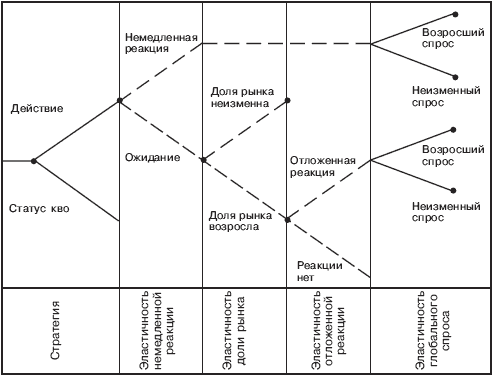 Немедленная
реакция
Возросший
спрос
Доля рынка
неизменна
Неизменный
спрос
Действие
Ожидание
Отложенная
реакция
Возросший
спрос
Статус кво
Доля рынка
возросла
Неизменный
спрос
Реакции
нет
Стратегия
Эластичность
немедленной
реакции
Эластичность
доли рынка
Эластичность
отложенной
реакции
Эластичность
глобального
спроса